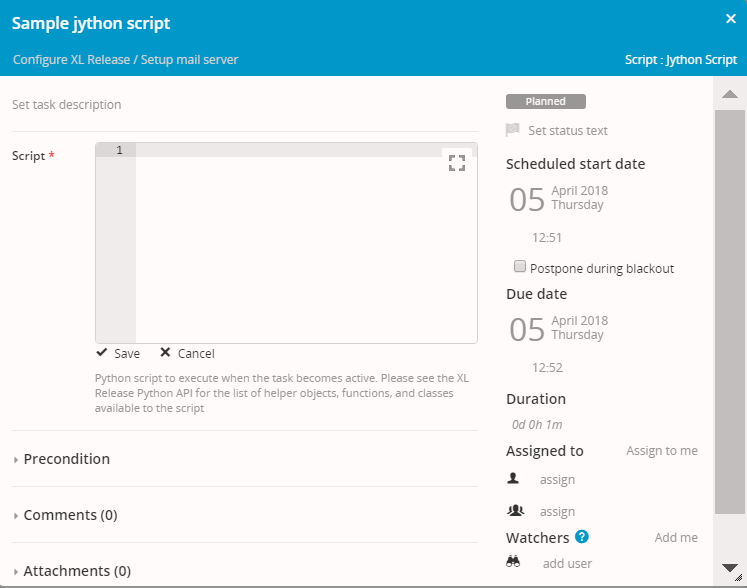 Sample jython script
×
Configure XL Release / Setup mail server
Script : Jython Script
Set task description
Script *
1
Save
Cancel
Python script to execute when the task becomes active. Please see the XL
Release Python API for the list of helper objects, functions, and classes
available to the script
Precondition
Comments (0)
Attachments (0)
Planned
Set status text
Scheduled start date
05
April 2018
Thursday
12:51
Postpone during blackout
Due date
05
April 2018
Thursday
12:52
Duration
0d 0h 1m
Assigned to
Assign to me
assign
assign
Watchers ?
Add me
add user